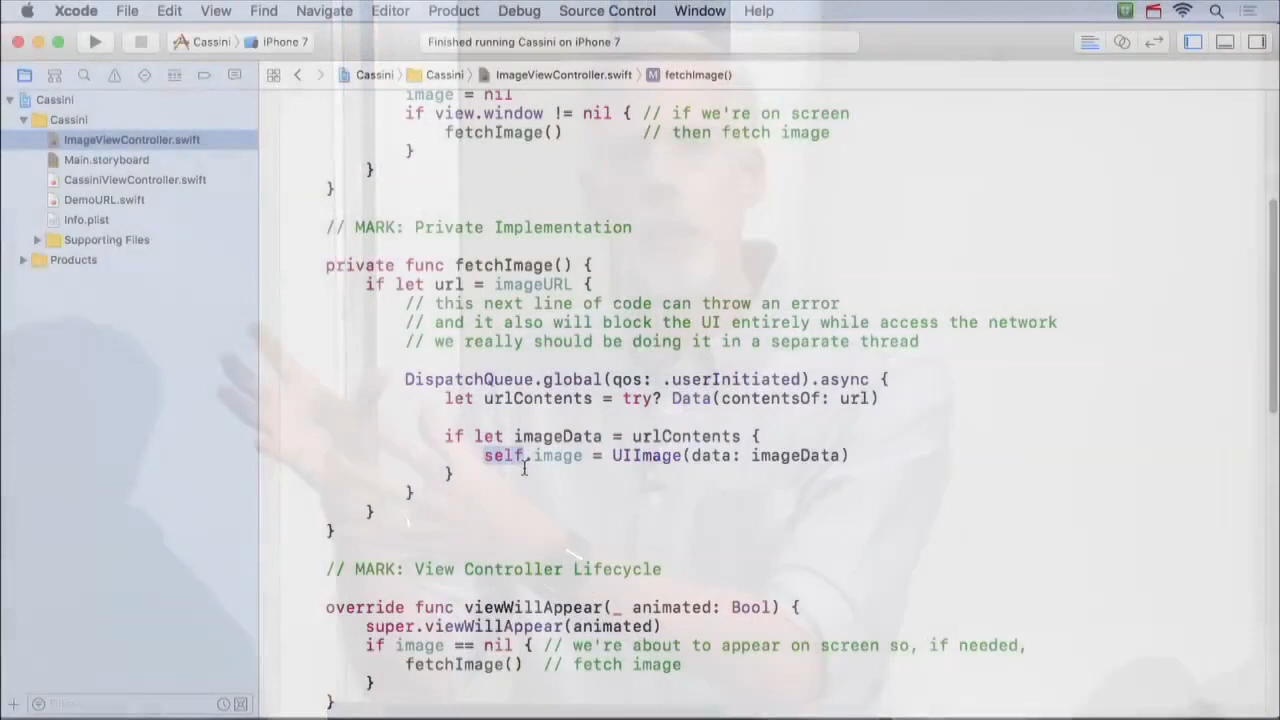 Xcode File Edit View Find Navigate Editor Product Debug Source Control Window Help
Cassini iPhone 7 Finished running Cassini on iPhone 7
Cassini Cassini ImageViewController.swift M fetchImage()
Cassini
Cassini
ImageViewController.swift
Main.storyboard
CassiniViewController.swift
DemoURL.swift
Info.plist
Supporting Files
Products
image = nil
if view.window != nil { // if we're on screen
fetchImage() // then fetch image
}
}
}
// MARK: Private Implementation
private func fetchImage() {
if let url = imageURL {
// this next line of code can throw an error
// and it also will block the UI entirely while access the network
// we really should be doing it in a separate thread
DispatchQueue.global(qos: .userInitiated).async {
let urlContents = try? Data(contentsOf: url)
if let imageData = urlContents {
self.image = UIImage(data: imageData)
}
}
}
}
// MARK: View Controller Lifecycle
override func viewWillAppear(_ animated: Bool) {
super.viewWillAppear(animated)
if image == nil { // we're about to appear on screen so, if needed,
fetchImage() // fetch image
}
}